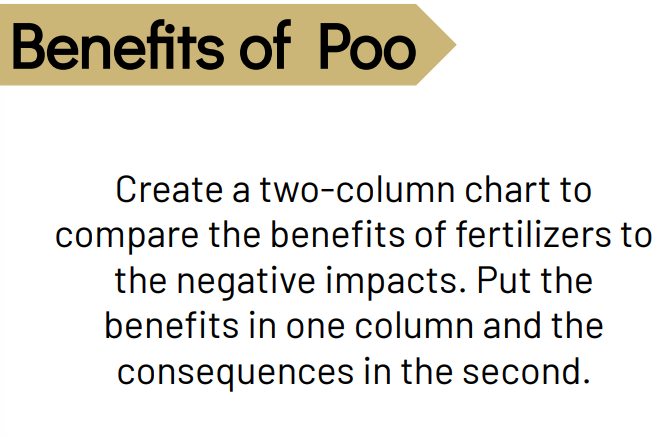 Benefits of Poo
Create a two-column chart to
compare the benefits of fertilizers to
the negative impacts. Put the
benefits in one column and the
consequences in the second.